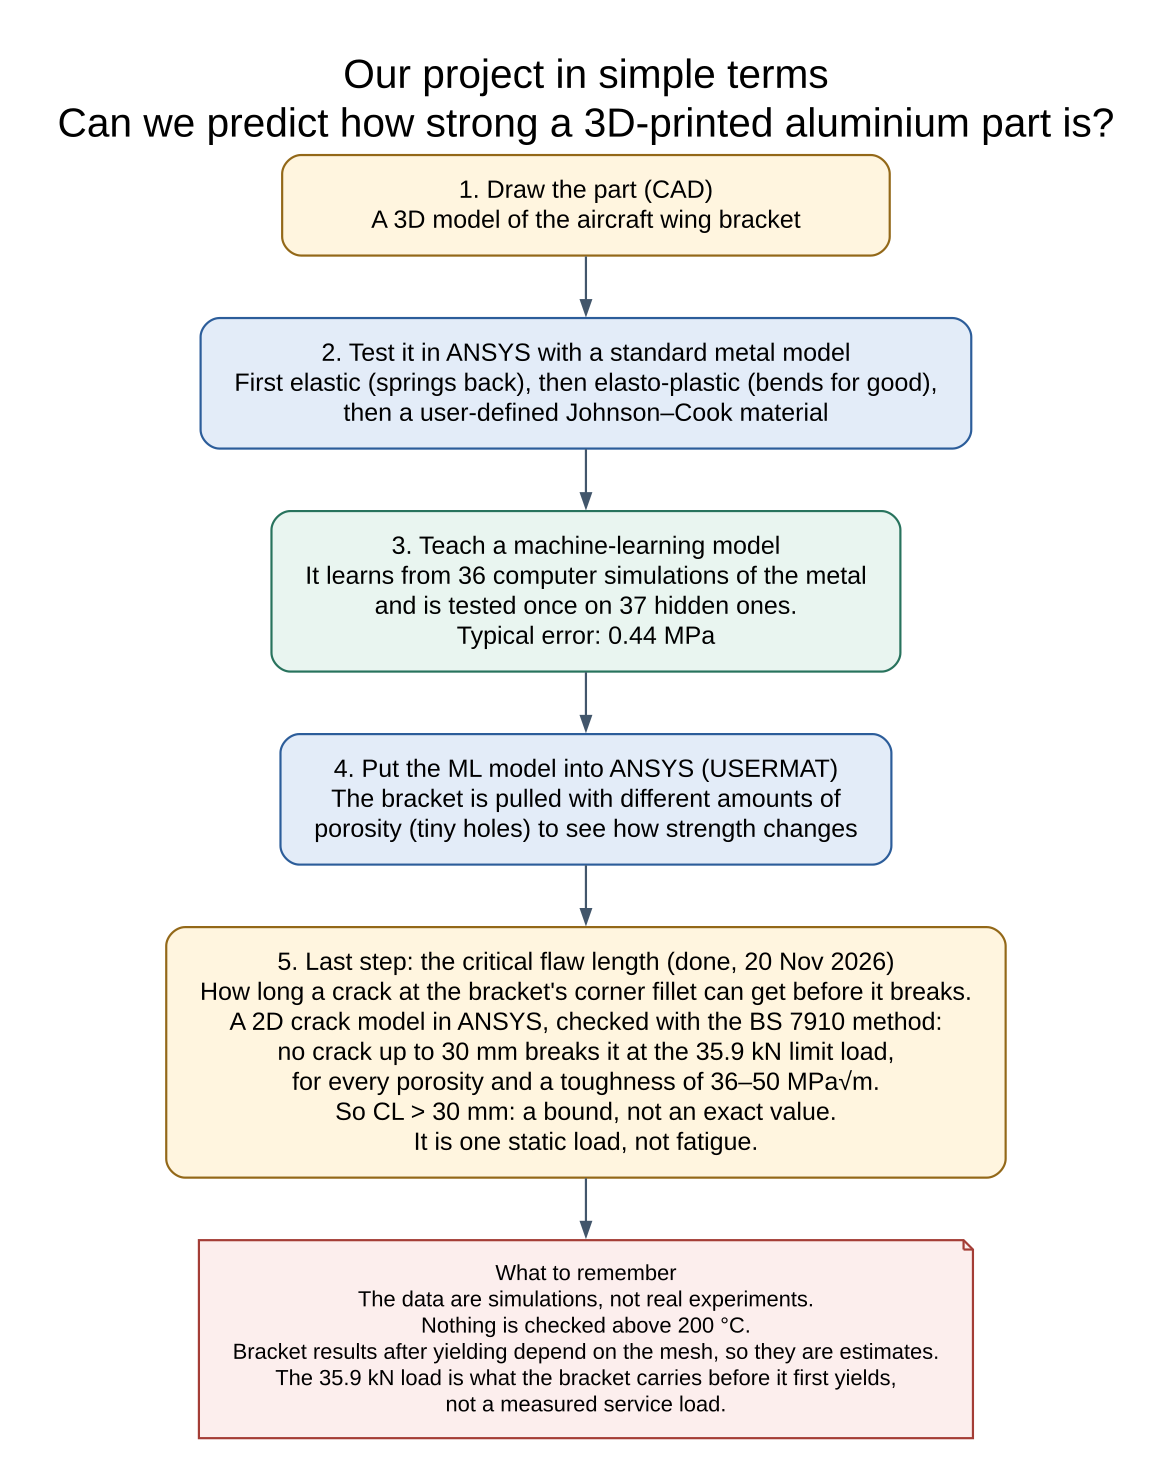 Our project in simple terms
Can we predict how strong a 3D-printed aluminium part is?
1. Draw the part (CAD)
A 3D model of the aircraft wing bracket
2. Test it in ANSYS with a standard metal model
First elastic (springs back), then elasto-plastic (bends for good),
then a user-defined Johnson–Cook material
3. Teach a machine-learning model
It learns from 36 computer simulations of the metal
and is tested once on 37 hidden ones.
Typical error: 0.44 MPa
4. Put the ML model into ANSYS (USERMAT)
The bracket is pulled with different amounts of
porosity (tiny holes) to see how strength changes
5. Last step: the critical flaw length (done, 20 Nov 2026)
How long a crack at the bracket's corner fillet can get before it breaks.
A 2D crack model in ANSYS, checked with the BS 7910 method:
no crack up to 30 mm breaks it at the 35.9 kN limit load,
for every porosity and a toughness of 36–50 MPa√m.
So CL > 30 mm: a bound, not an exact value.
It is one static load, not fatigue.
What to remember
The data are simulations, not real experiments.
Nothing is checked above 200 °C.
Bracket results after yielding depend on the mesh, so they are estimates.
The 35.9 kN load is what the bracket carries before it first yields,
not a measured service load.